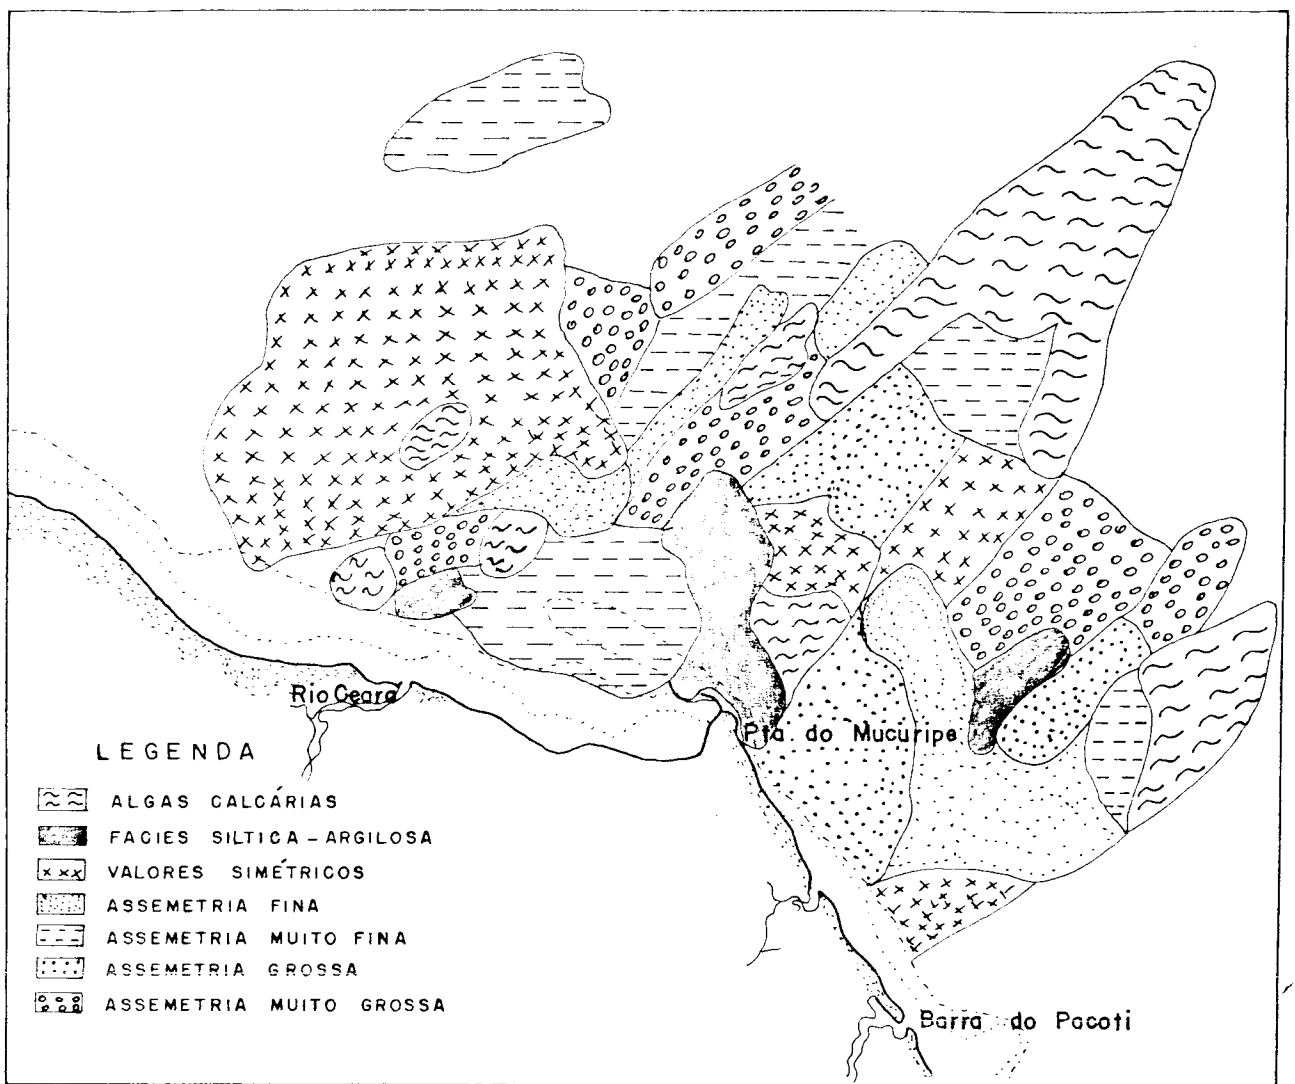 Rio Ceará
Pta. do Mucuripe
LEGENDA
ALGAS CALCÁRIAS
FACIES SILTICA-ARGILOSA
VALORES SIMÉTRICOS
ASSEMETRIA FINA
ASSEMETRIA MUITO FINA
ASSEMETRIA GROSSA
ASSEMETRIA MUITO GROSSA
Barra do Pacoti